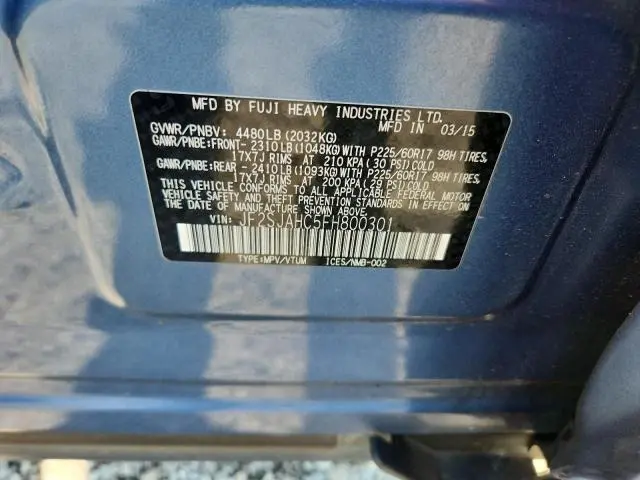 MFD BY FUJI HEAVY INDUSTRIES LTD.
GVWR/PNBV: 4480LB(2032KG) MFD IN 03/15
GAWR/PNBE:FRONT-2310LB(1048KG)WITH P225/60R17 98H TIRES,
17X7J RIMS AT 210 KPA(30 PSI)COLD
GAWR/PNBE:REAR -2410LB(1093KG)WITH P225/60R17 98H TIRES,
17X7J RIMS AT 200 KPA(29 PSI)COLD
THIS VEHICLE CONFORMS TO ALL APPLICABLE FEDERAL MOTOR
VEHICLE SAFETY AND THEFT PREVENTION STANDARDS IN EFFECT ON
THE DATE OF MANUFACTURE SHOWN ABOVE.
JF2SJAHC5FH800301
TYPE:MPV/VTUM ICES/NMB-002